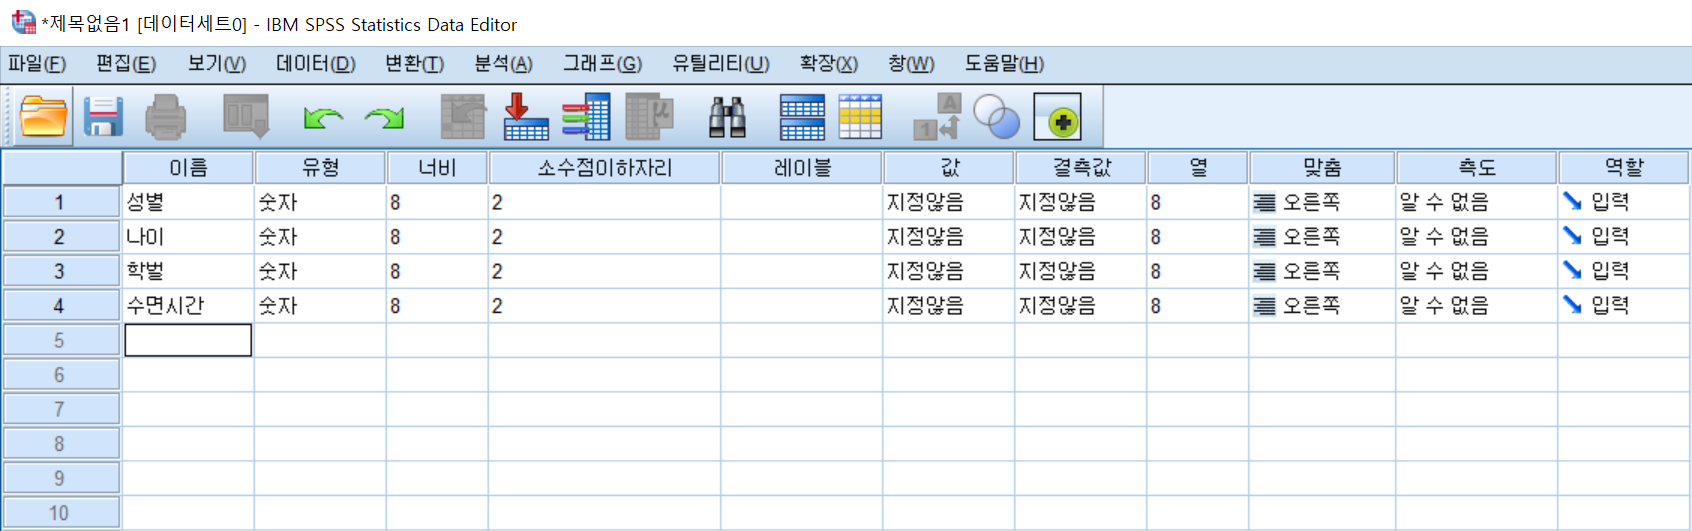 *제목없음1 [데이터세트0] - IBM SPSS Statistics Data Editor
파일(F) 편집(E) 보기(V) 데이터(D) 변환(T) 분석(A) 그래프(G) 유틸리티(U) 확장(X) 창(W) 도움말(H)
이름 유형 너비 소수점이하자리 레이블 값 결측값 열 맞춤 측도 역할
1 성별 숫자 8 2 지정않음 지정않음 8 오른쪽 알 수 없음 입력
2 나이 숫자 8 2 지정않음 지정않음 8 오른쪽 알 수 없음 입력
3 학벌 숫자 8 2 지정않음 지정않음 8 오른쪽 알 수 없음 입력
4 수면시간 숫자 8 2 지정않음 지정않음 8 오른쪽 알 수 없음 입력
5
6
7
8
9
10